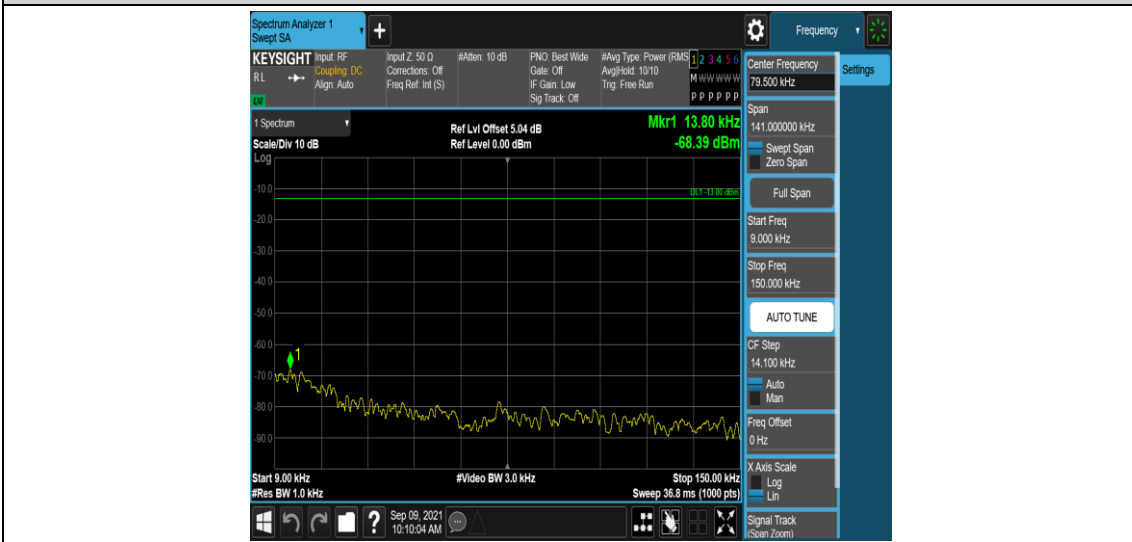 Spectrum Analyzer 1
Swept SA
+
Frequency
KEYSIGHT
RL
LXI
Input: RF
Coupling: DC
Align: Auto
Input Z: 50 Ω
Corrections: Off
Freq Ref: Int (S)
#Atten: 10 dB
PNO: Best Wide
Gate: Off
IF Gain: Low
Sig Track: Off
#Avg Type: Power (RMS
Avg|Hold: 10/10
Trig: Free Run
1 2 3 4 5 6
M W W W W W
P P P P P P
1 Spectrum
Scale/Div 10 dB
Log
Ref Lvl Offset 5.04 dB
Ref Level 0.00 dBm
Mkr1 13.80 kHz
-68.39 dBm
DL1 -13.00 dBm
-10.0
-20.0
-30.0
-40.0
-50.0
-60.0
1
-70.0
-80.0
-90.0
Start 9.00 kHz
#Res BW 1.0 kHz
#Video BW 3.0 kHz
Stop 150.00 kHz
Sweep 36.8 ms (1000 pts)
?
Sep 09, 2021
10:10:04 AM
Center Frequency
79.500 kHz
Settings
Span
141.000000 kHz
Swept Span
Zero Span
Full Span
Start Freq
9.000 kHz
Stop Freq
150.000 kHz
AUTO TUNE
CF Step
14.100 kHz
Auto
Man
Freq Offset
0 Hz
X Axis Scale
Log
Lin
Signal Track
(Span Zoom)